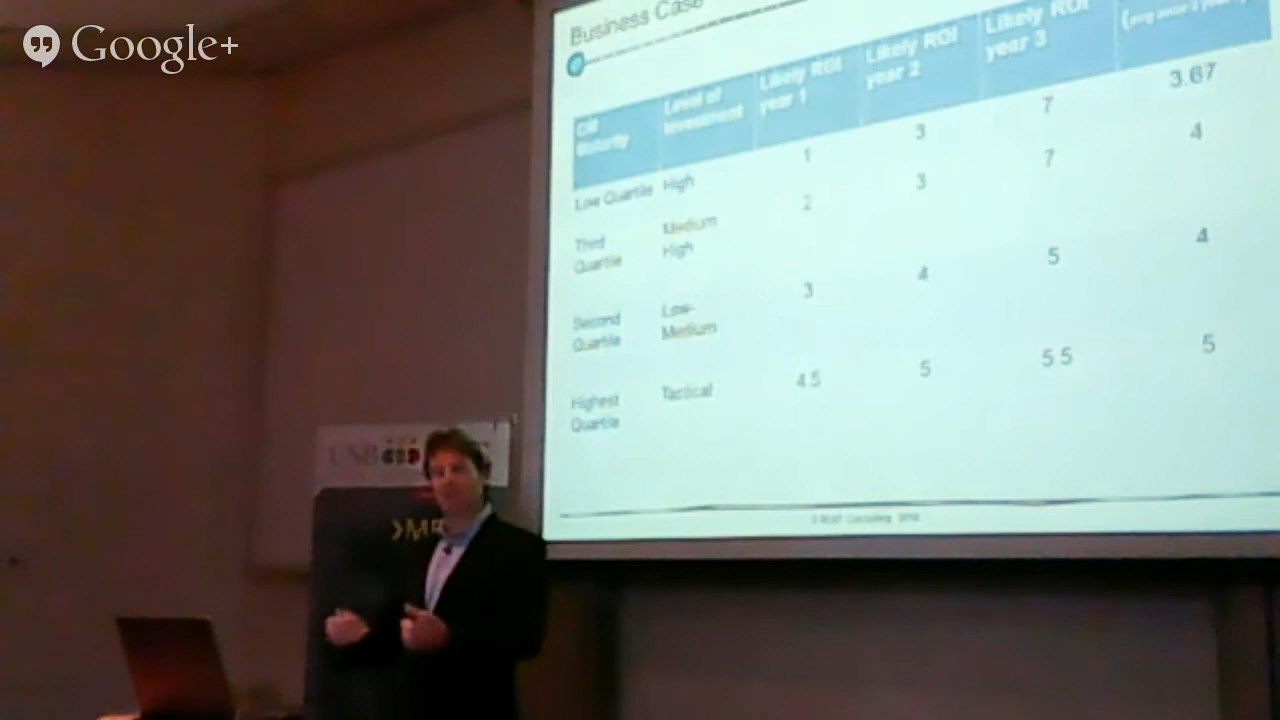 Google+
Business Case
Maturity
Level of
Investment
Likely ROI
year 1
Likely ROI
year 2
Likely ROI
year 3
Low Quartile High 1 3 7 3.67
Third
Quartile
Medium
High
2 3 7 4
Second
Quartile
Low-
Medium
3 4 5 4
Highest
Quartile
Tactical 4.5 5 5.5 5
USB